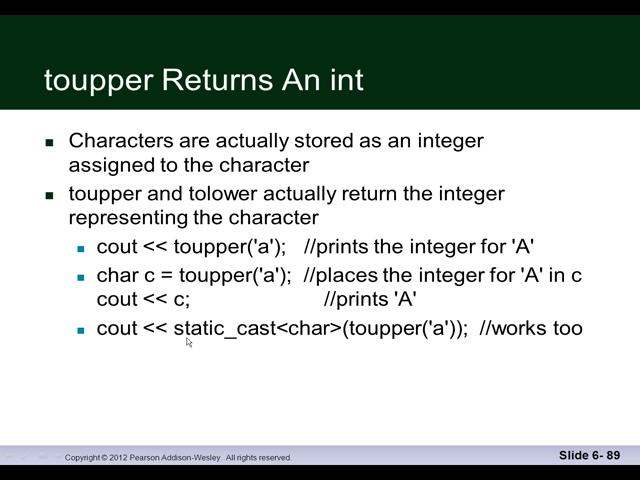 toupper Returns An int
Characters are actually stored as an integer
assigned to the character
toupper and tolower actually return the integer
representing the character
cout << toupper('a'); //prints the integer for 'A'
char c = toupper('a'); //places the integer for 'A' in c
cout << c; //prints 'A'
cout << static_cast<char>(toupper('a')); //works too
Copyright © 2012 Pearson Addison-Wesley. All rights reserved.
Slide 6- 89